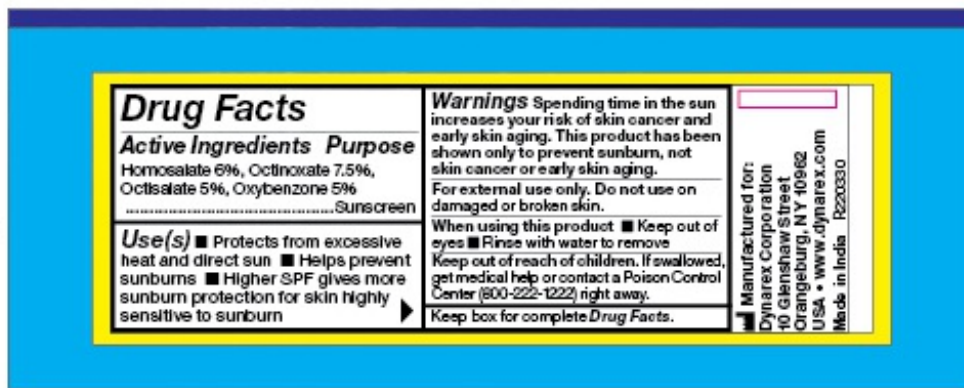 Drug Facts
Active Ingredients Purpose
Homosalate 6%, Octinoxate 7.5%,
Octisalate 5%, Oxybenzone 5%
....................................................Sunscreen
Use(s) ■ Protects from excessive
heat and direct sun ■ Helps prevent
sunburns ■ Higher SPF gives more
sunburn protection for skin highly
sensitive to sunburn
Warnings Spending time in the sun
increases your risk of skin cancer and
early skin aging. This product has been
shown only to prevent sunburn, not
skin cancer or early skin aging.
For external use only. Do not use on
damaged or broken skin.
When using this product ■ Keep out of
eyes ■ Rinse with water to remove
Keep out of reach of children. If swallowed,
get medical help or contact a Poison Control
Center (800-222-1222) right away.
Keep box for complete Drug Facts.
Manufactured for:
Dynarex Corporation
10 Glenshaw Street
Orangeburg, NY 10962
USA • www.dynarex.com
Made in India R220330